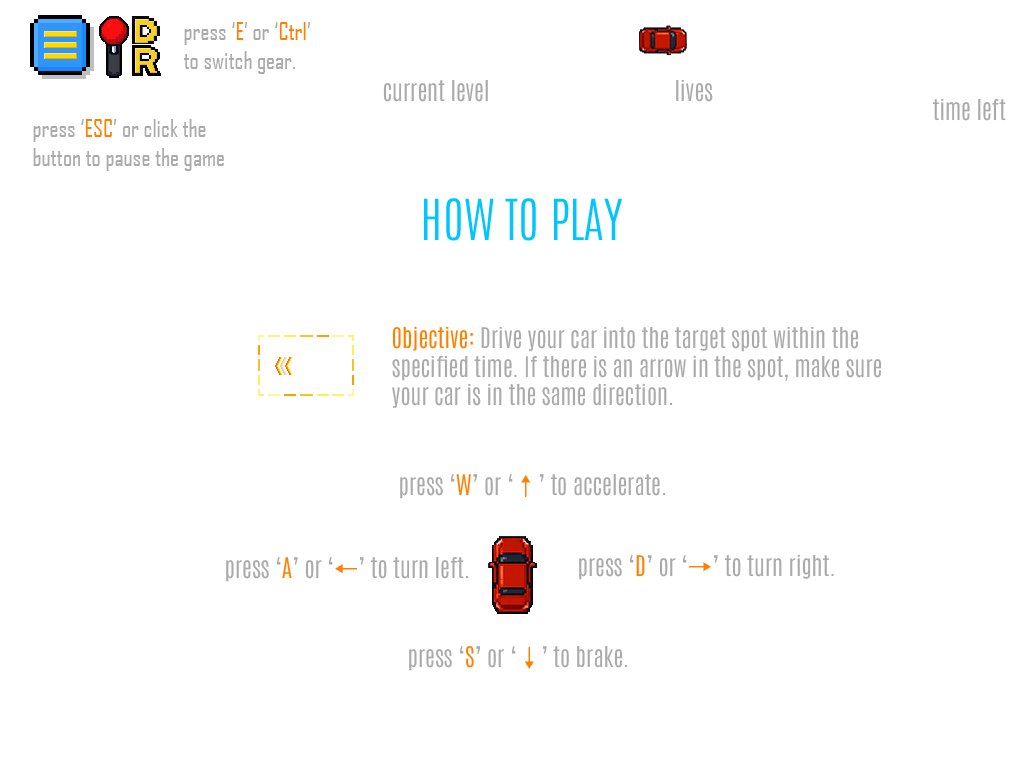 D
R
press ‘E’ or ‘Ctrl’
to switch gear.
current level
lives
time left
press ‘ESC’ or click the
button to pause the game
HOW TO PLAY
Objective: Drive your car into the target spot within the
specified time. If there is an arrow in the spot, make sure
your car is in the same direction.
press ‘W’ or ‘ ↑ ’ to accelerate.
press ‘A’ or ‘←’ to turn left.
press ‘D’ or ‘→’ to turn right.
press ‘S’ or ‘ ↓ ’ to brake.